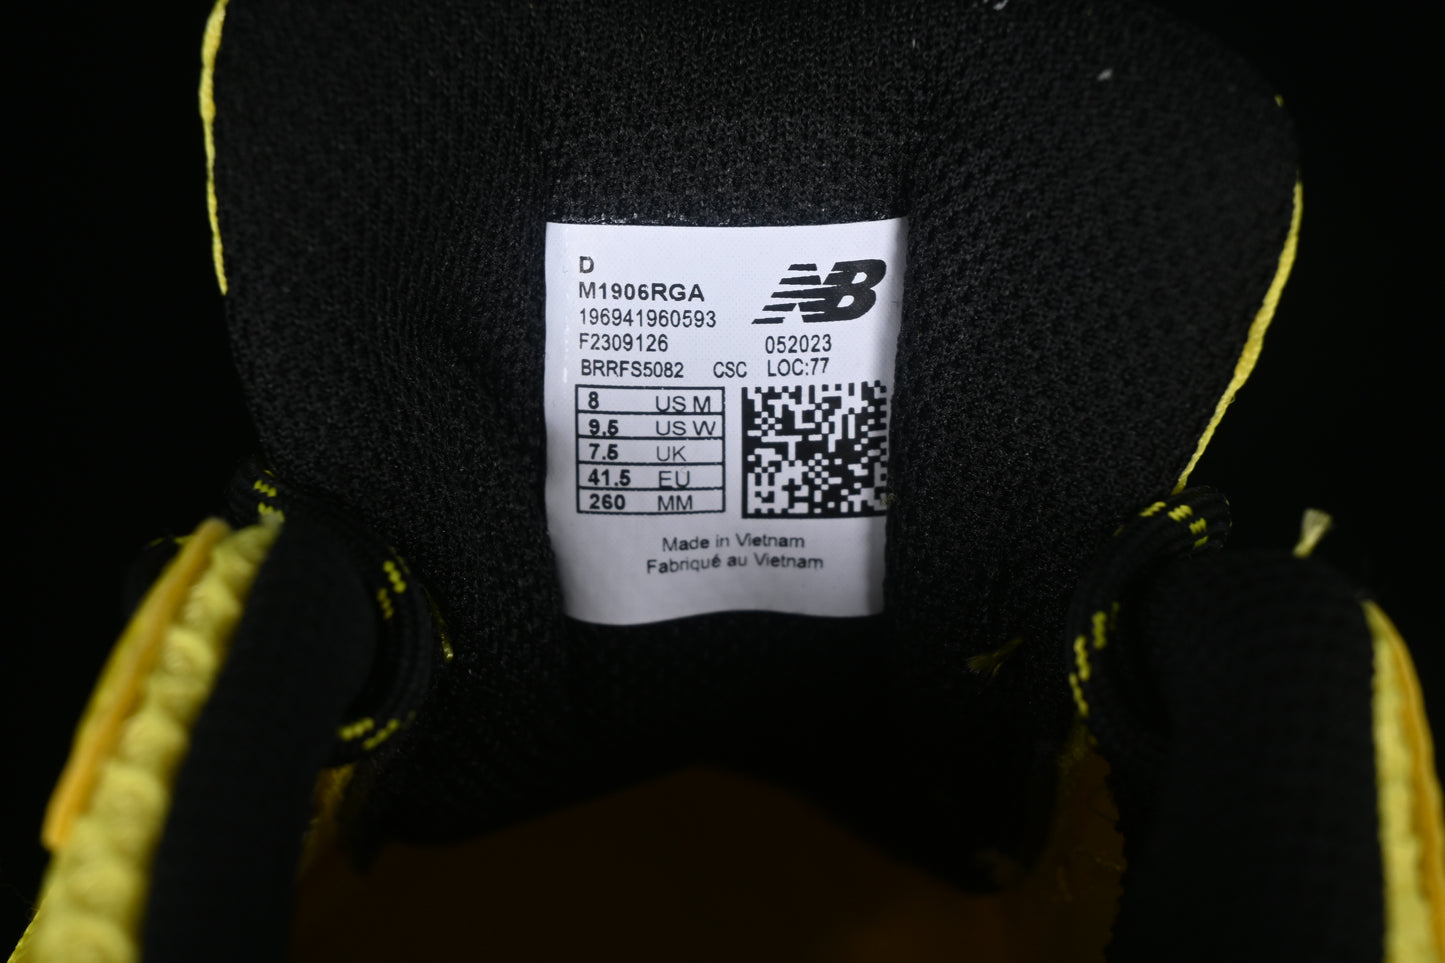 D
M1906RGA
196941960593
F2309126 052023
BRRFS5082 CSC LOC:77
NB
8 US M
9.5 US W
7.5 UK
41.5 EU
260 MM
Made in Vietnam
Fabriqué au Vietnam